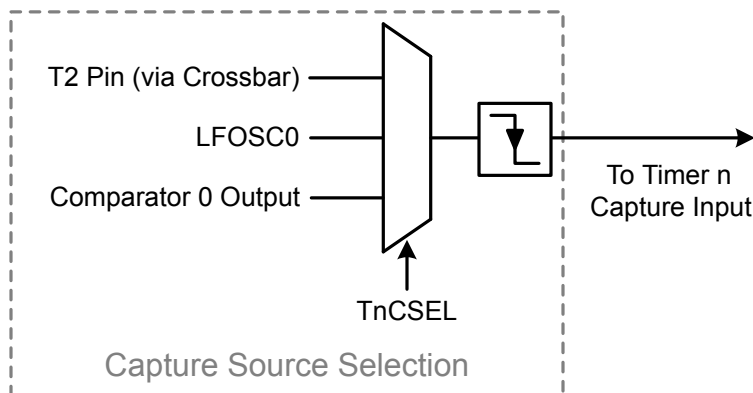 T2 Pin (via Crossbar)
LFOSC0
Comparator 0 Output
To Timer n
Capture Input
TnCSEL
Capture Source Selection